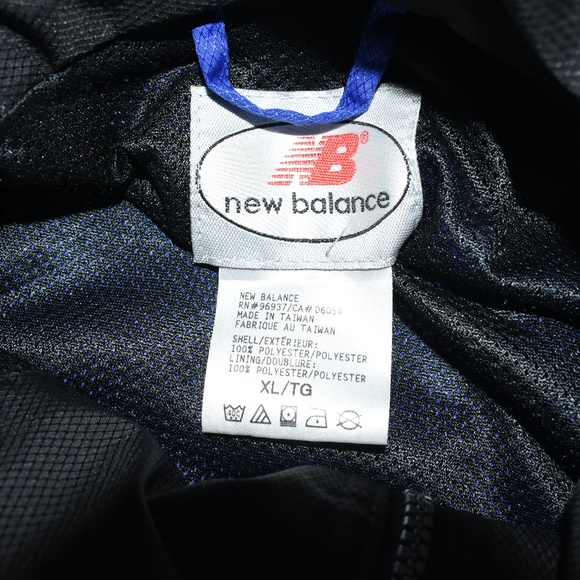 NB®
new balance
NEW BALANCE
RN#96937/CA# 06054
MADE IN TAIWAN
FABRIQUE AU TAIWAN
SHELL/EXTÉRIEUR:
100% POLYESTER/POLYESTER
LINING/DOUBLURE:
100% POLYESTER/POLYESTER
XL/TG
40C